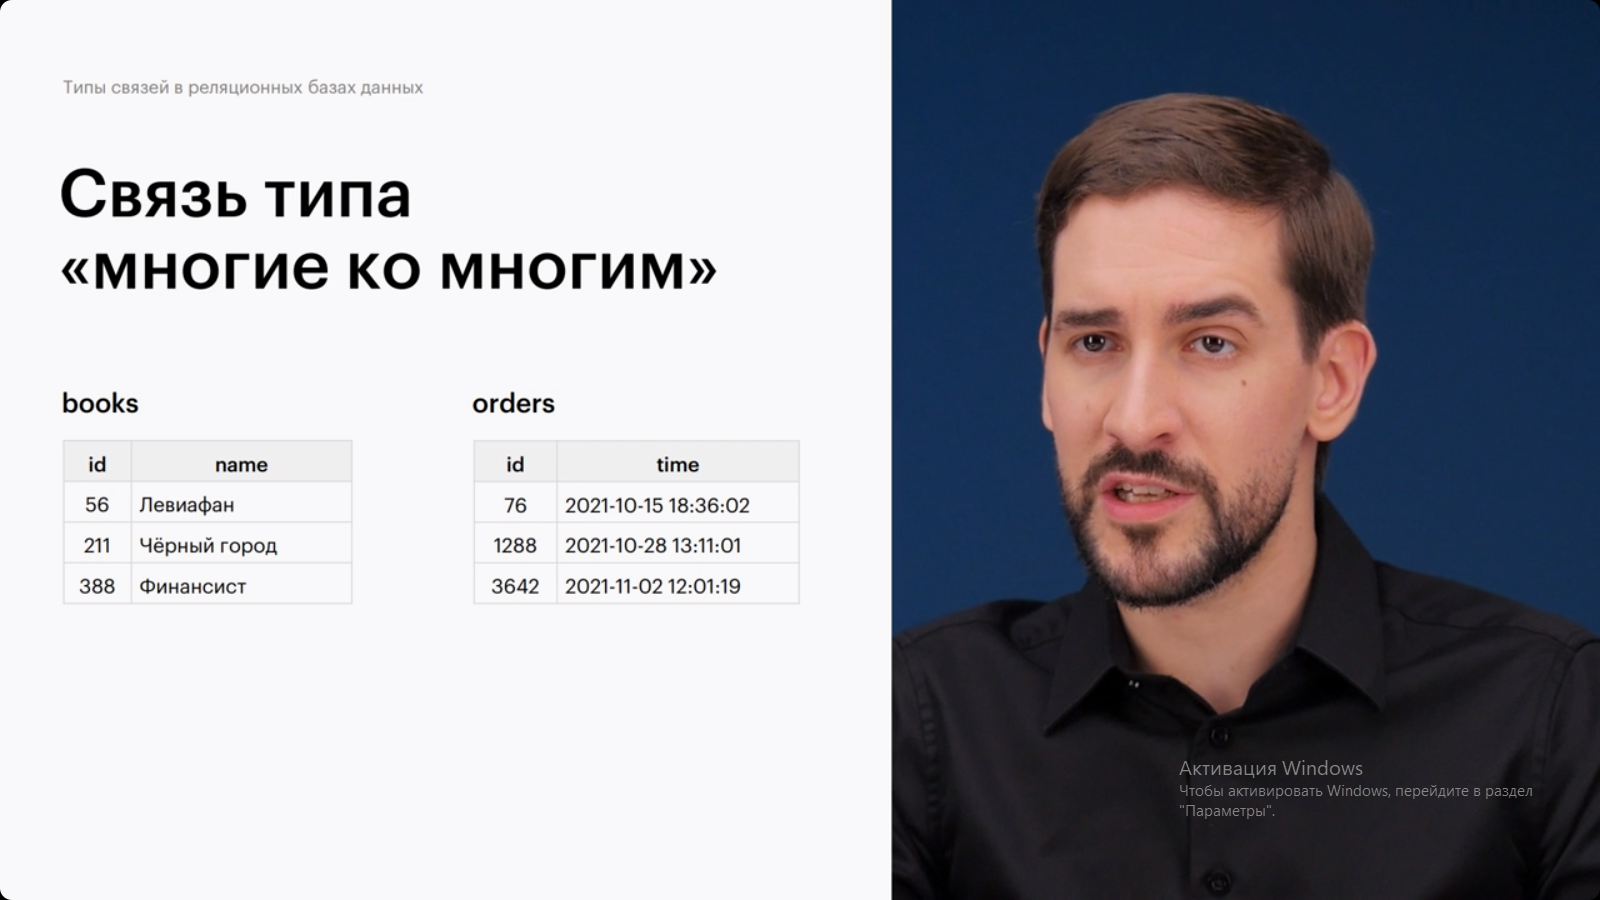 Типы связей в реляционных базах данных
Связь типа
«многие ко многим»
books
id name
56 Левиафан
211 Чёрный город
388 Финансист
orders
id time
76 2021-10-15 18:36:02
1288 2021-10-28 13:11:01
3642 2021-11-02 12:01:19
Активация Windows
Чтобы активировать Windows, перейдите в раздел
"Параметры".